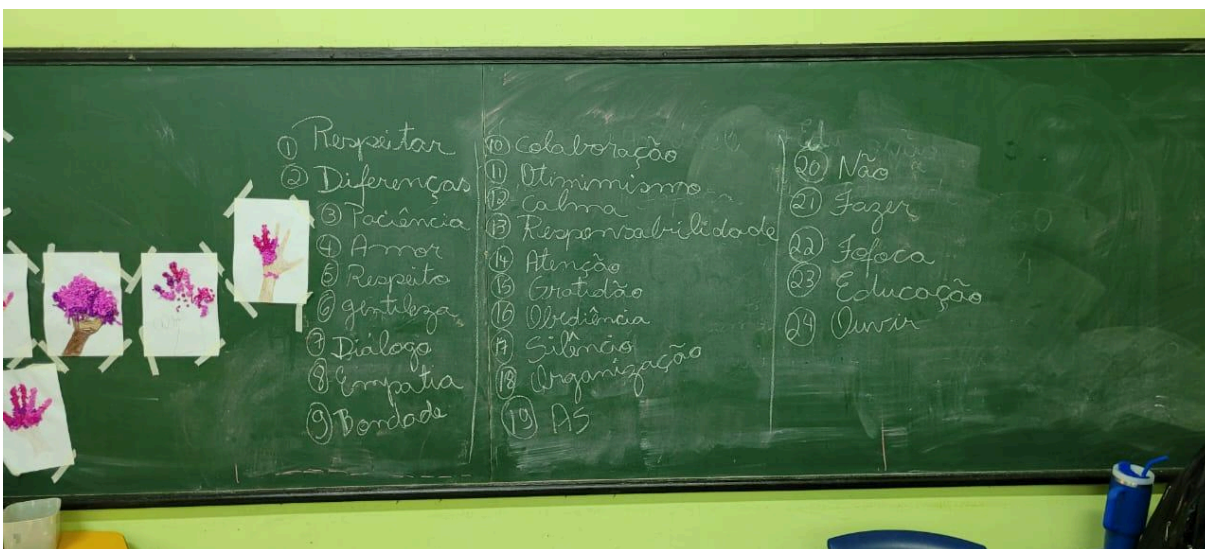 ① Respeitar
② Diferenças
③ Paciência
④ Amor
⑤ Respeito
⑥ gentileza
⑦ Diálogo
⑧ Empatia
⑨ Bondade
⑩ Colaboração
⑪ Otimimismo
⑫ Calma
⑬ Responsabilidade
⑭ Atenção
⑮ Gratidão
⑯ Obediência
⑰ Silêncio
⑱ Organização
⑲ AS
⑳ Não
㉑ Fazer
㉒ Fofoca
㉓ Educação
㉔ Ouvir